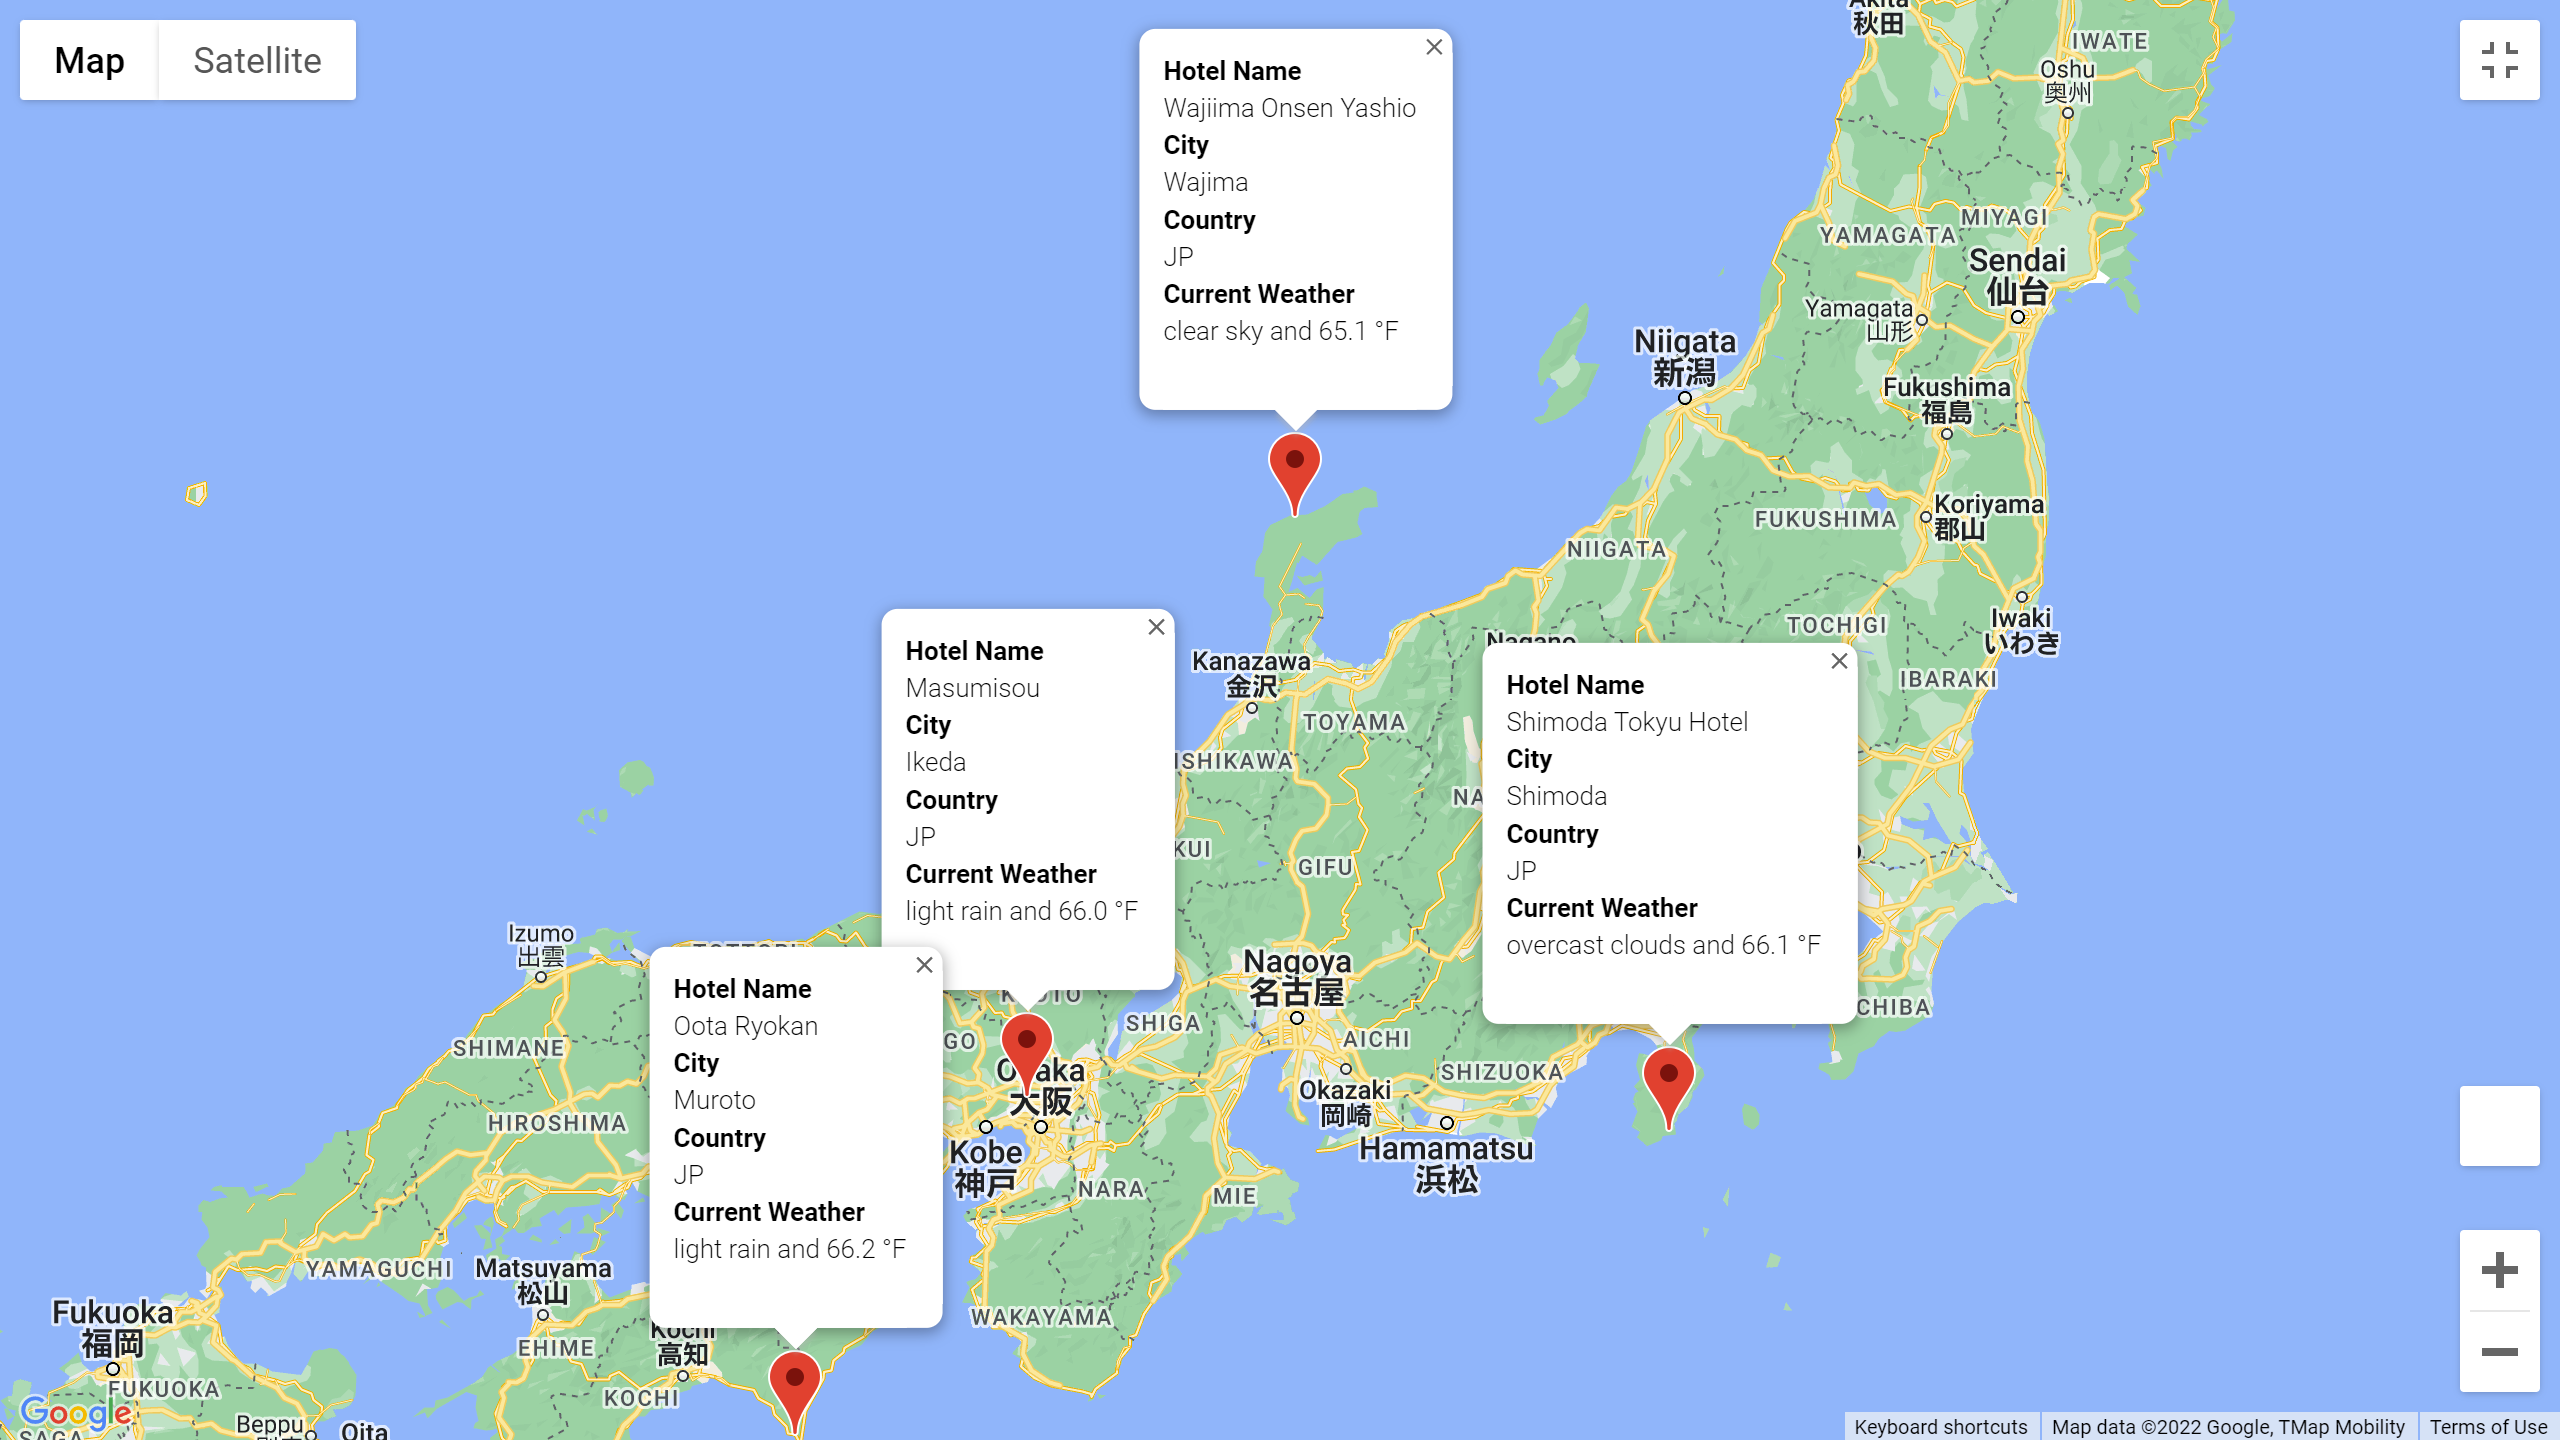 Map
Satellite
Hotel Name
Wajiima Onsen Yashio
City
Wajima
Country
JP
Current Weather
clear sky and 65.1 °F
Akita
秋田
IWATE
Oshu
奥州
MIYAGI
YAMAGATA
Sendai
仙台
Yamagata
山形
Niigata
新潟
Fukushima
福島
Koriyama
郡山
FUKUSHIMA
NIIGATA
TOCHIGI
Iwaki
いわき
IBARAKI
Nagano
Kanazawa
金沢
TOYAMA
ISHIKAWA
NA
KUI
GIFU
Hotel Name
Masumisou
City
Ikeda
Country
JP
Current Weather
light rain and 66.0 °F
Hotel Name
Shimoda Tokyu Hotel
City
Shimoda
Country
JP
Current Weather
overcast clouds and 66.1 °F
CHIBA
Izumo
出雲
TOTTORI
KYOTO
Nagoya
名古屋
SHIGA
AICHI
GO
SHIMANE
Osaka
大阪
SHIZUOKA
Okazaki
岡崎
HIROSHIMA
Kobe
神戸
Hamamatsu
浜松
NARA
MIE
Hotel Name
Oota Ryokan
City
Muroto
Country
JP
Current Weather
light rain and 66.2 °F
YAMAGUCHI
Matsuyama
松山
WAKAYAMA
Fukuoka
福岡
EHIME
Kochi
高知
KOCHI
FUKUOKA
Google
SAGA
Beppu
Oita
Keyboard shortcuts
Map data ©2022 Google, TMap Mobility
Terms of Use